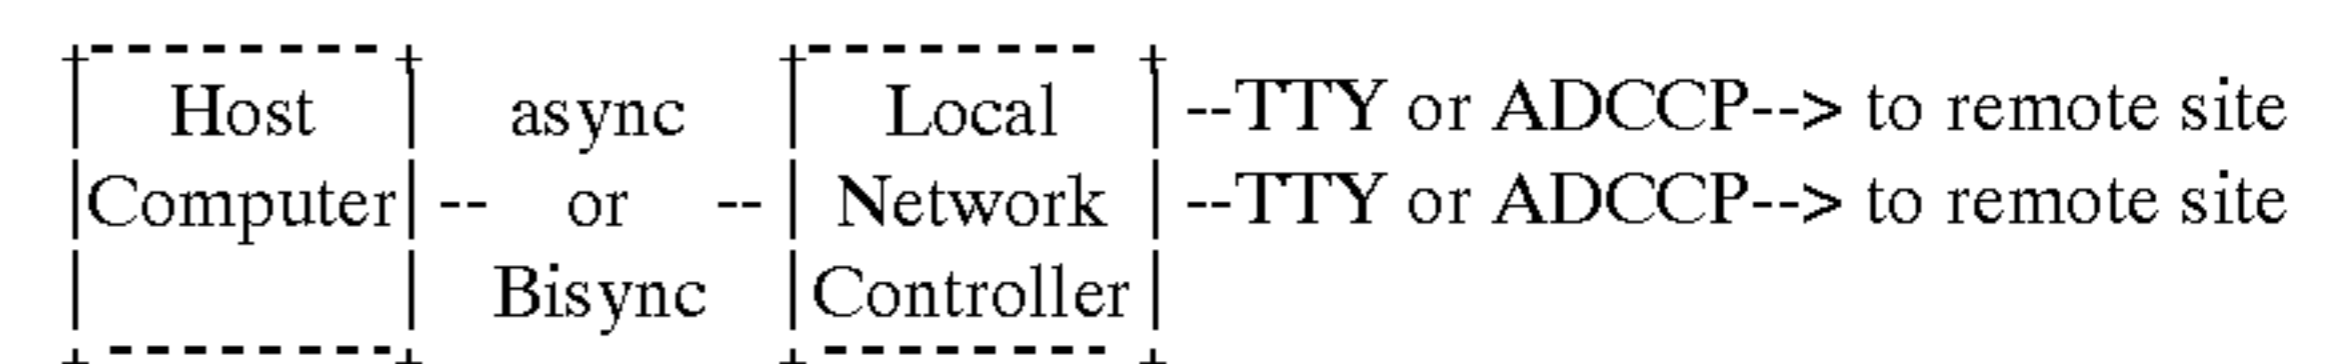 +---------+ +---------+
| Host | async | Local |--TTY or ADCCP--> to remote site
|Computer| -- or -- | Network |--TTY or ADCCP--> to remote site
| | Bisync |Controller|
+---------+ +---------+